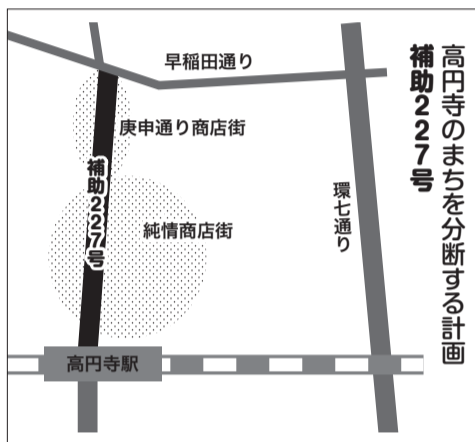 高円寺のまちを分断する計画
補助227号
早稲田通り
庚申通り商店街
補助227号
純情商店街
環七通り
高円寺駅